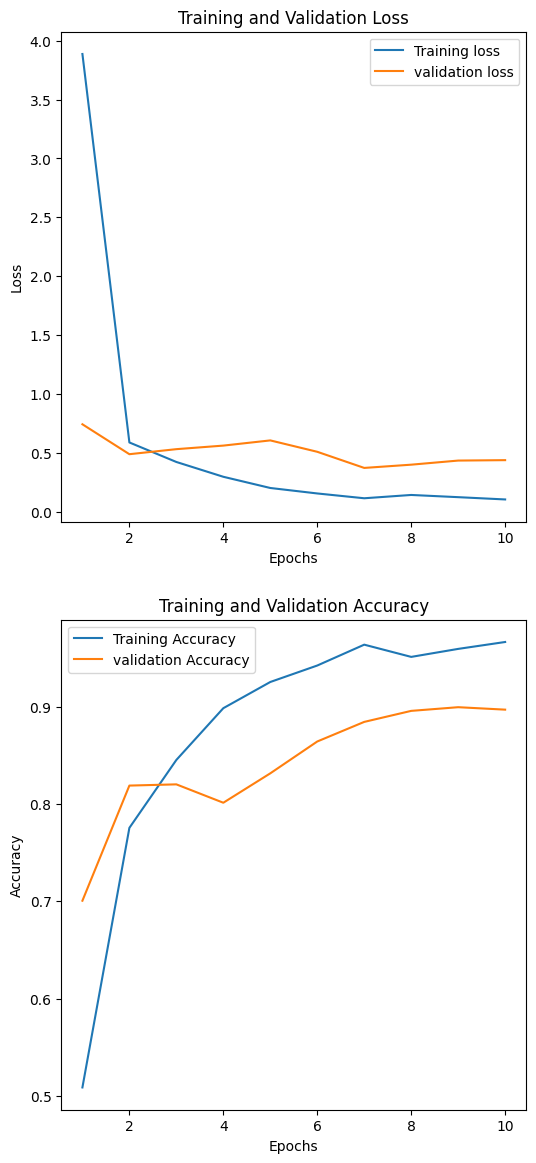 Training and Validation Loss
4.0
3.5
3.0
2.5
2.0
1.5
1.0
0.5
0.0
Loss
Training loss
validation loss
2 4 6 8 10
Epochs
Training and Validation Accuracy
Training Accuracy
validation Accuracy
0.9
0.8
0.7
0.6
0.5
Accuracy
2 4 6 8 10
Epochs